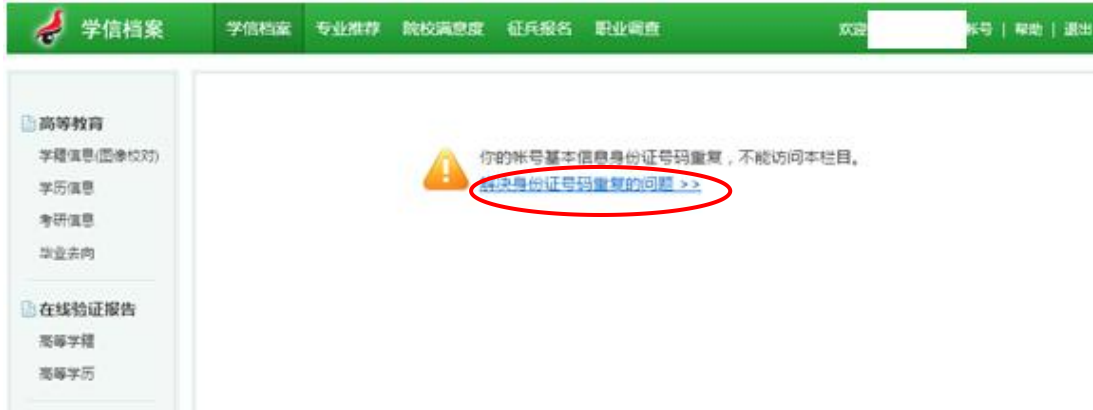 学信档案 学信档案 专业推荐 院校满意度 征兵报名 职业调查 欢迎 帐号 | 帮助 | 退出
高等教育
学籍信息(图像校对)
学历信息
考研信息
毕业去向
在线验证报告
高等学籍
高等学历
你的帐号基本信息身份证号码重复，不能访问本栏目。
解决身份证号码重复的问题 >>